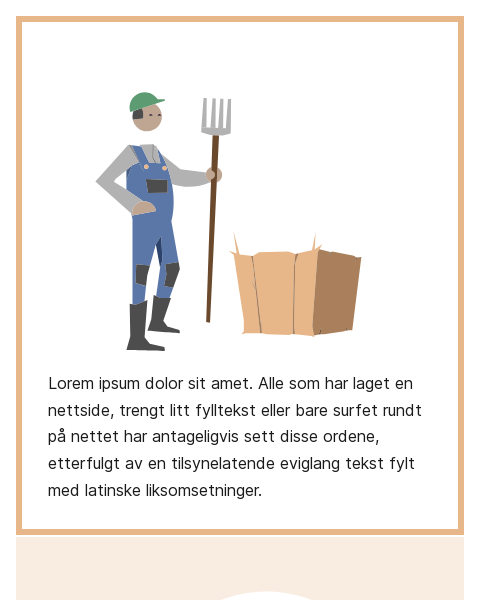 Lorem ipsum dolor sit amet. Alle som har laget en
nettside, trengt litt fylltekst eller bare surfet rundt
på nettet har antageligvis sett disse ordene,
etterfulgt av en tilsynelatende eviglang tekst fylt
med latinske liksomsetninger.